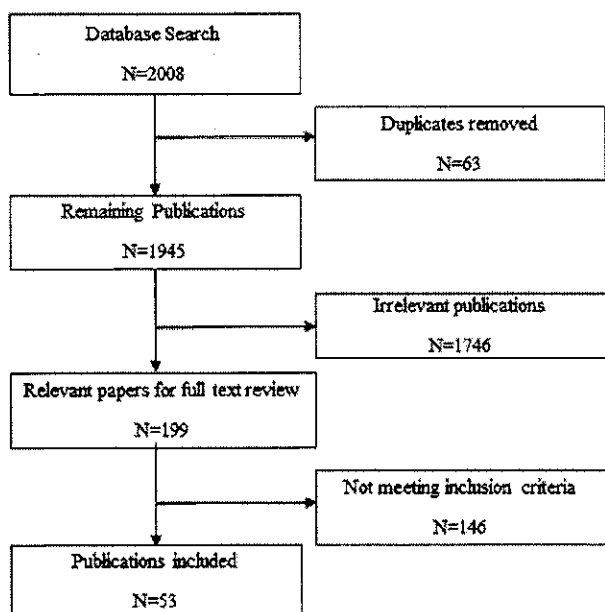 Database Search
N=2008
Duplicates removed
N=63
Remaining Publications
N=1945
Irrelevant publications
N=1746
Relevant papers for full text review
N=199
Not meeting inclusion criteria
N=146
Publications included
N=53